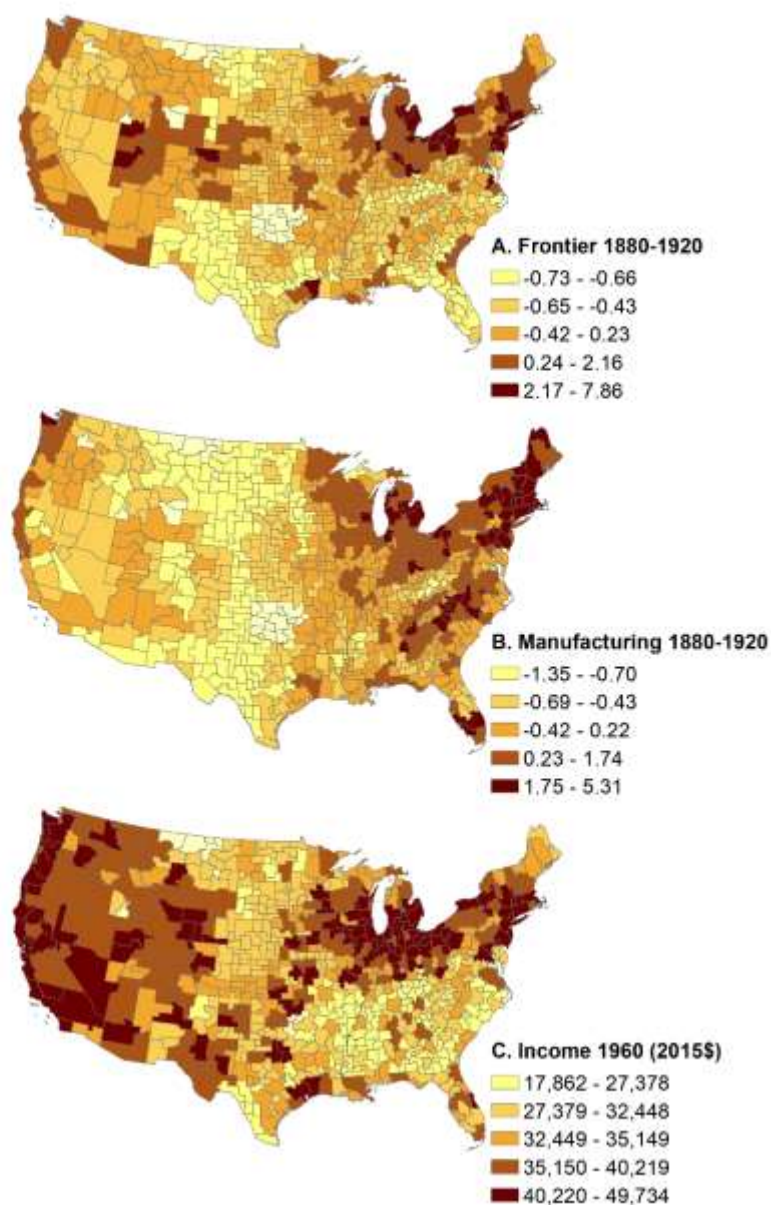 A. Frontier 1880-1920
-0.73 - -0.66
-0.65 - -0.43
-0.42 - 0.23
0.24 - 2.16
2.17 - 7.86
B. Manufacturing 1880-1920
-1.35 - -0.70
-0.69 - -0.43
-0.42 - 0.22
0.23 - 1.74
1.75 - 5.31
C. Income 1960 (2015$)
17,862 - 27,378
27,379 - 32,448
32,449 - 35,149
35,150 - 40,219
40,220 - 49,734